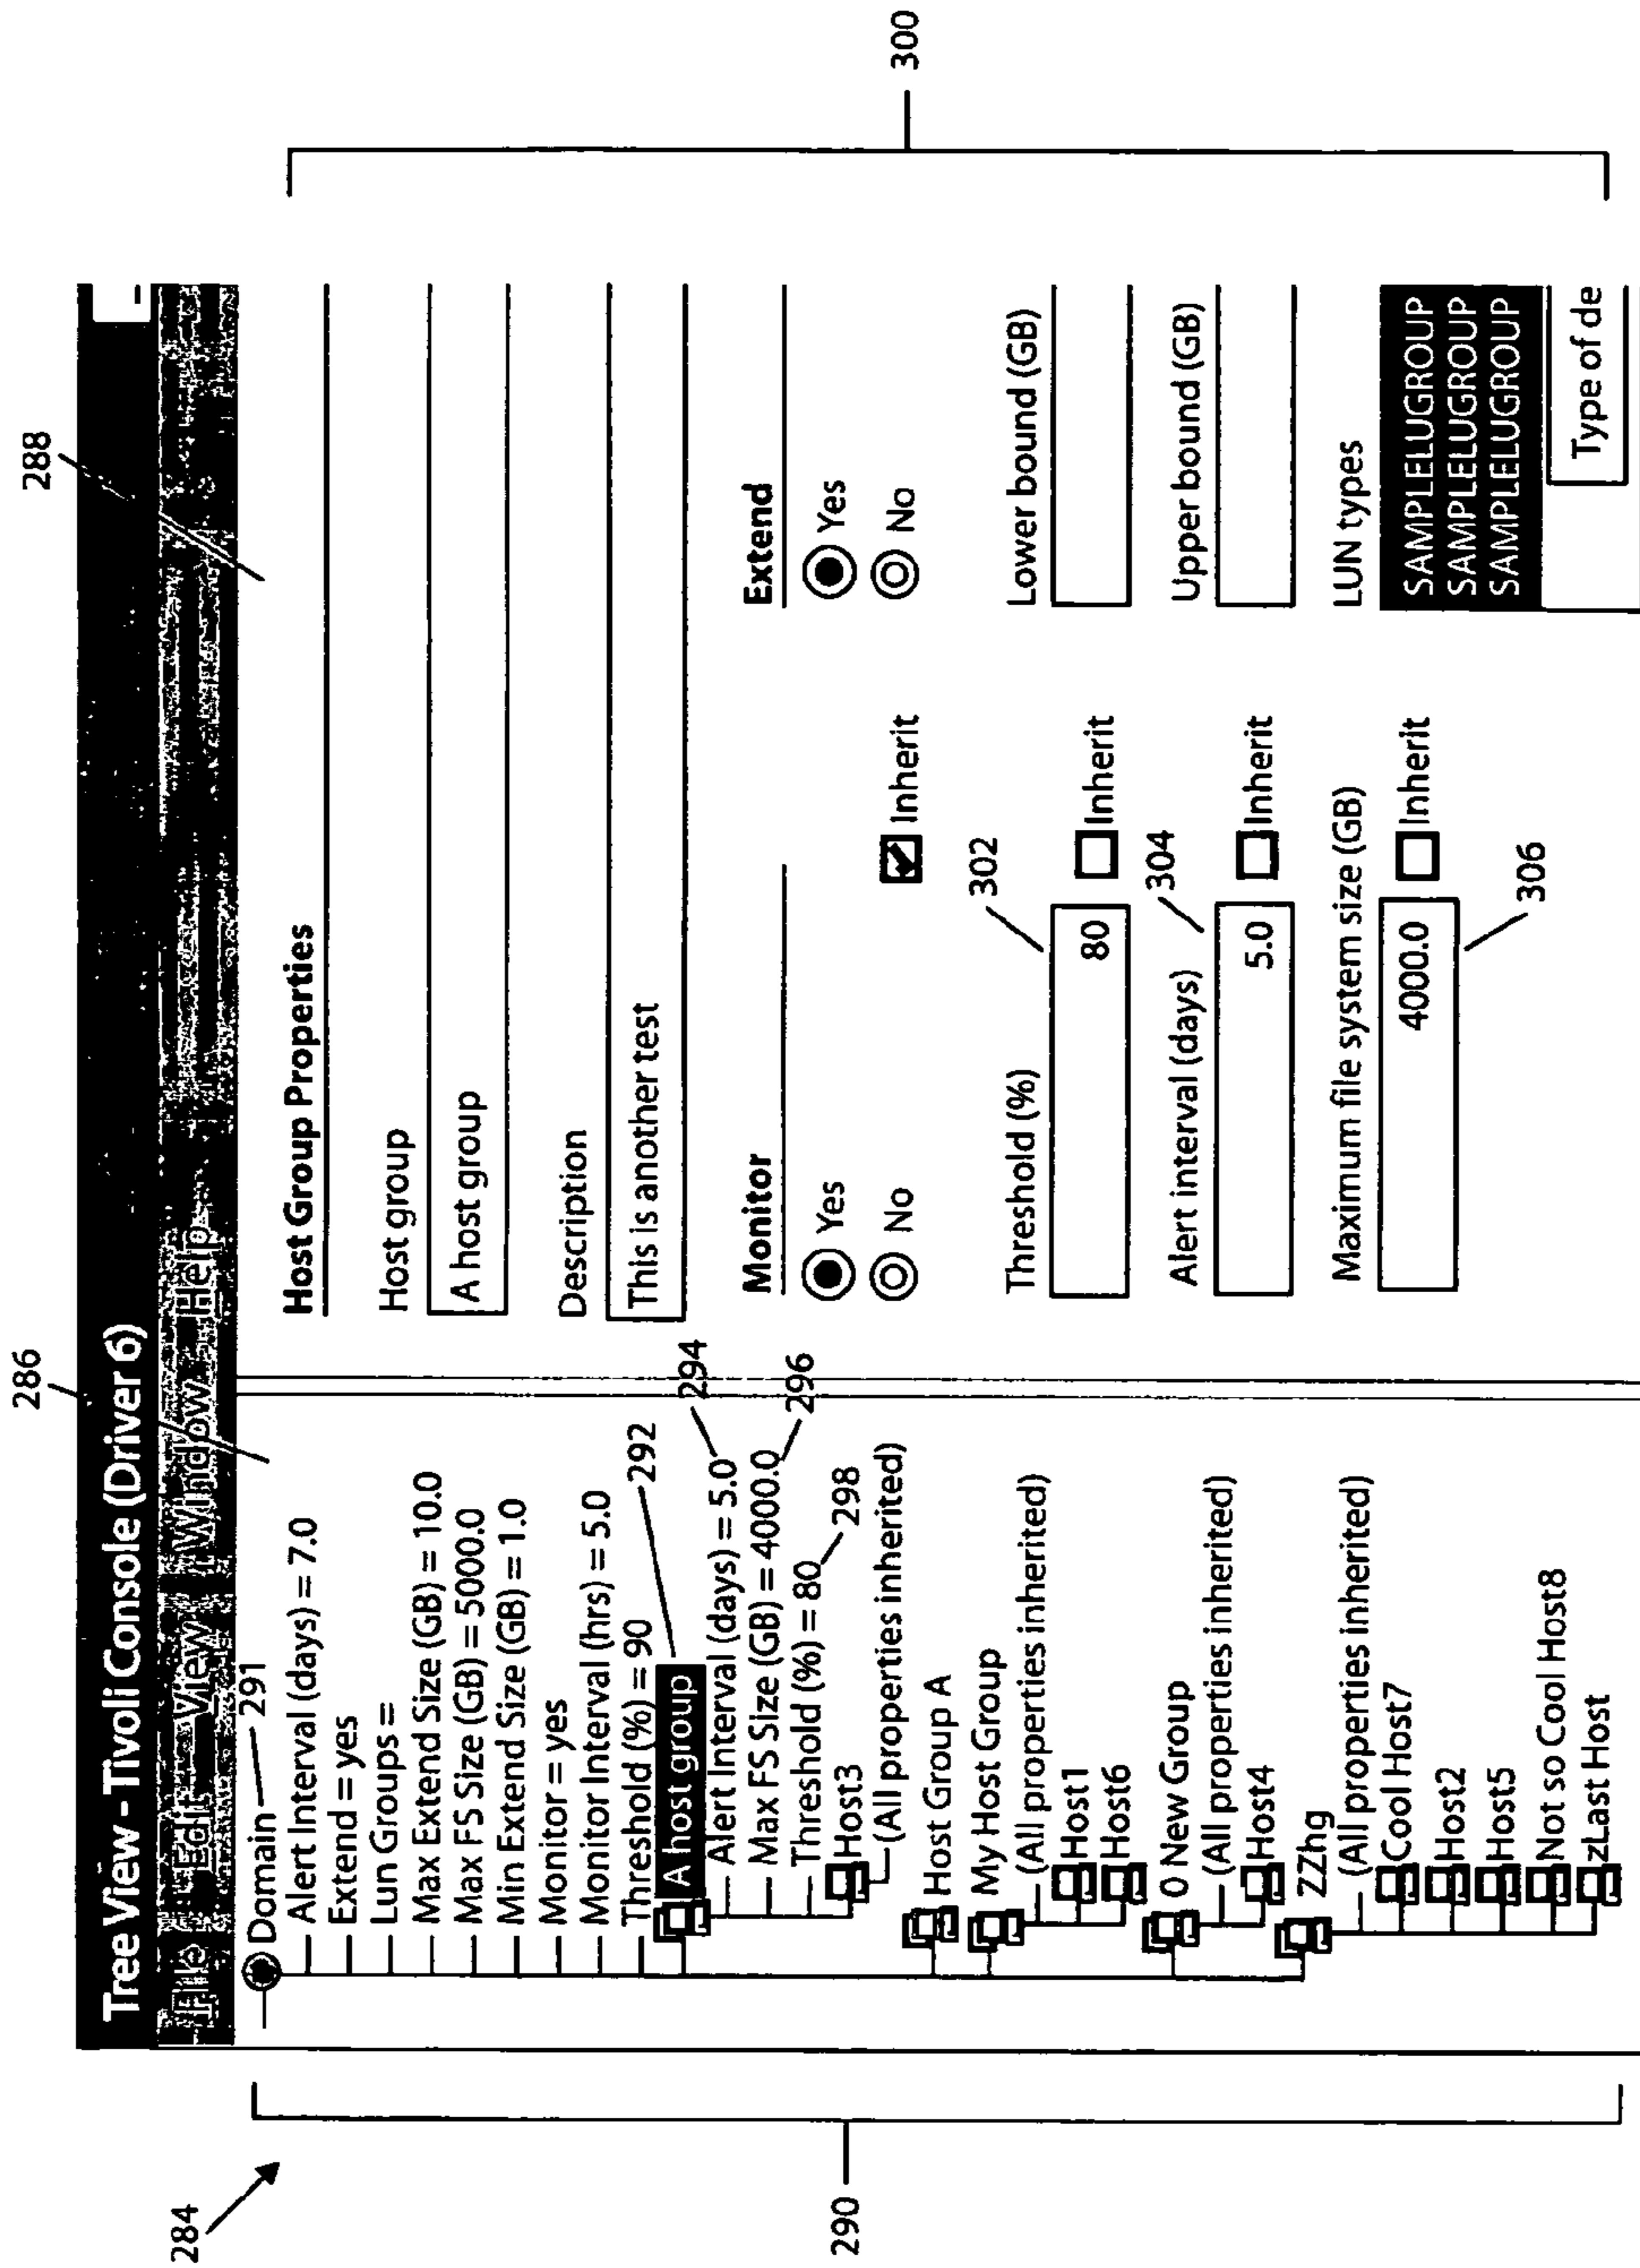 284
286
288
Tree View - Tivoli Console (Driver 6)
File Edit View Window Help
290
Domain 291
Alert Interval (days) = 7.0
Extend = yes
Lun Groups =
Max Extend Size (GB) = 10.0
Max FS Size (GB) = 5000.0
Min Extend Size (GB) = 1.0
Monitor = yes
Monitor Interval (hrs) = 5.0
Threshold (%) = 90
A host group 292
Alert Interval (days) = 5.0 294
Max FS Size (GB) = 4000.0 296
Threshold (%) = 80 298
Host3
(All properties inherited)
Host Group A
My Host Group
(All properties inherited)
Host1
Host6
0 New Group
(All properties inherited)
Host4
ZZhg
(All properties inherited)
Cool Host7
Host2
Host5
Not so Cool Host8
zLast Host
Host Group Properties
Host group
A host group
Description
This is another test
Monitor
Yes
No
Inherit
302
Threshold (%)
80 Inherit
304
Alert interval (days)
5.0 Inherit
Maximum file system size (GB)
4000.0 Inherit
306
Extend
Yes
No
Lower bound (GB)
Upper bound (GB)
LUN types
SAMPLELUGROUP
SAMPLELUGROUP
SAMPLELUGROUP
Type of de
300